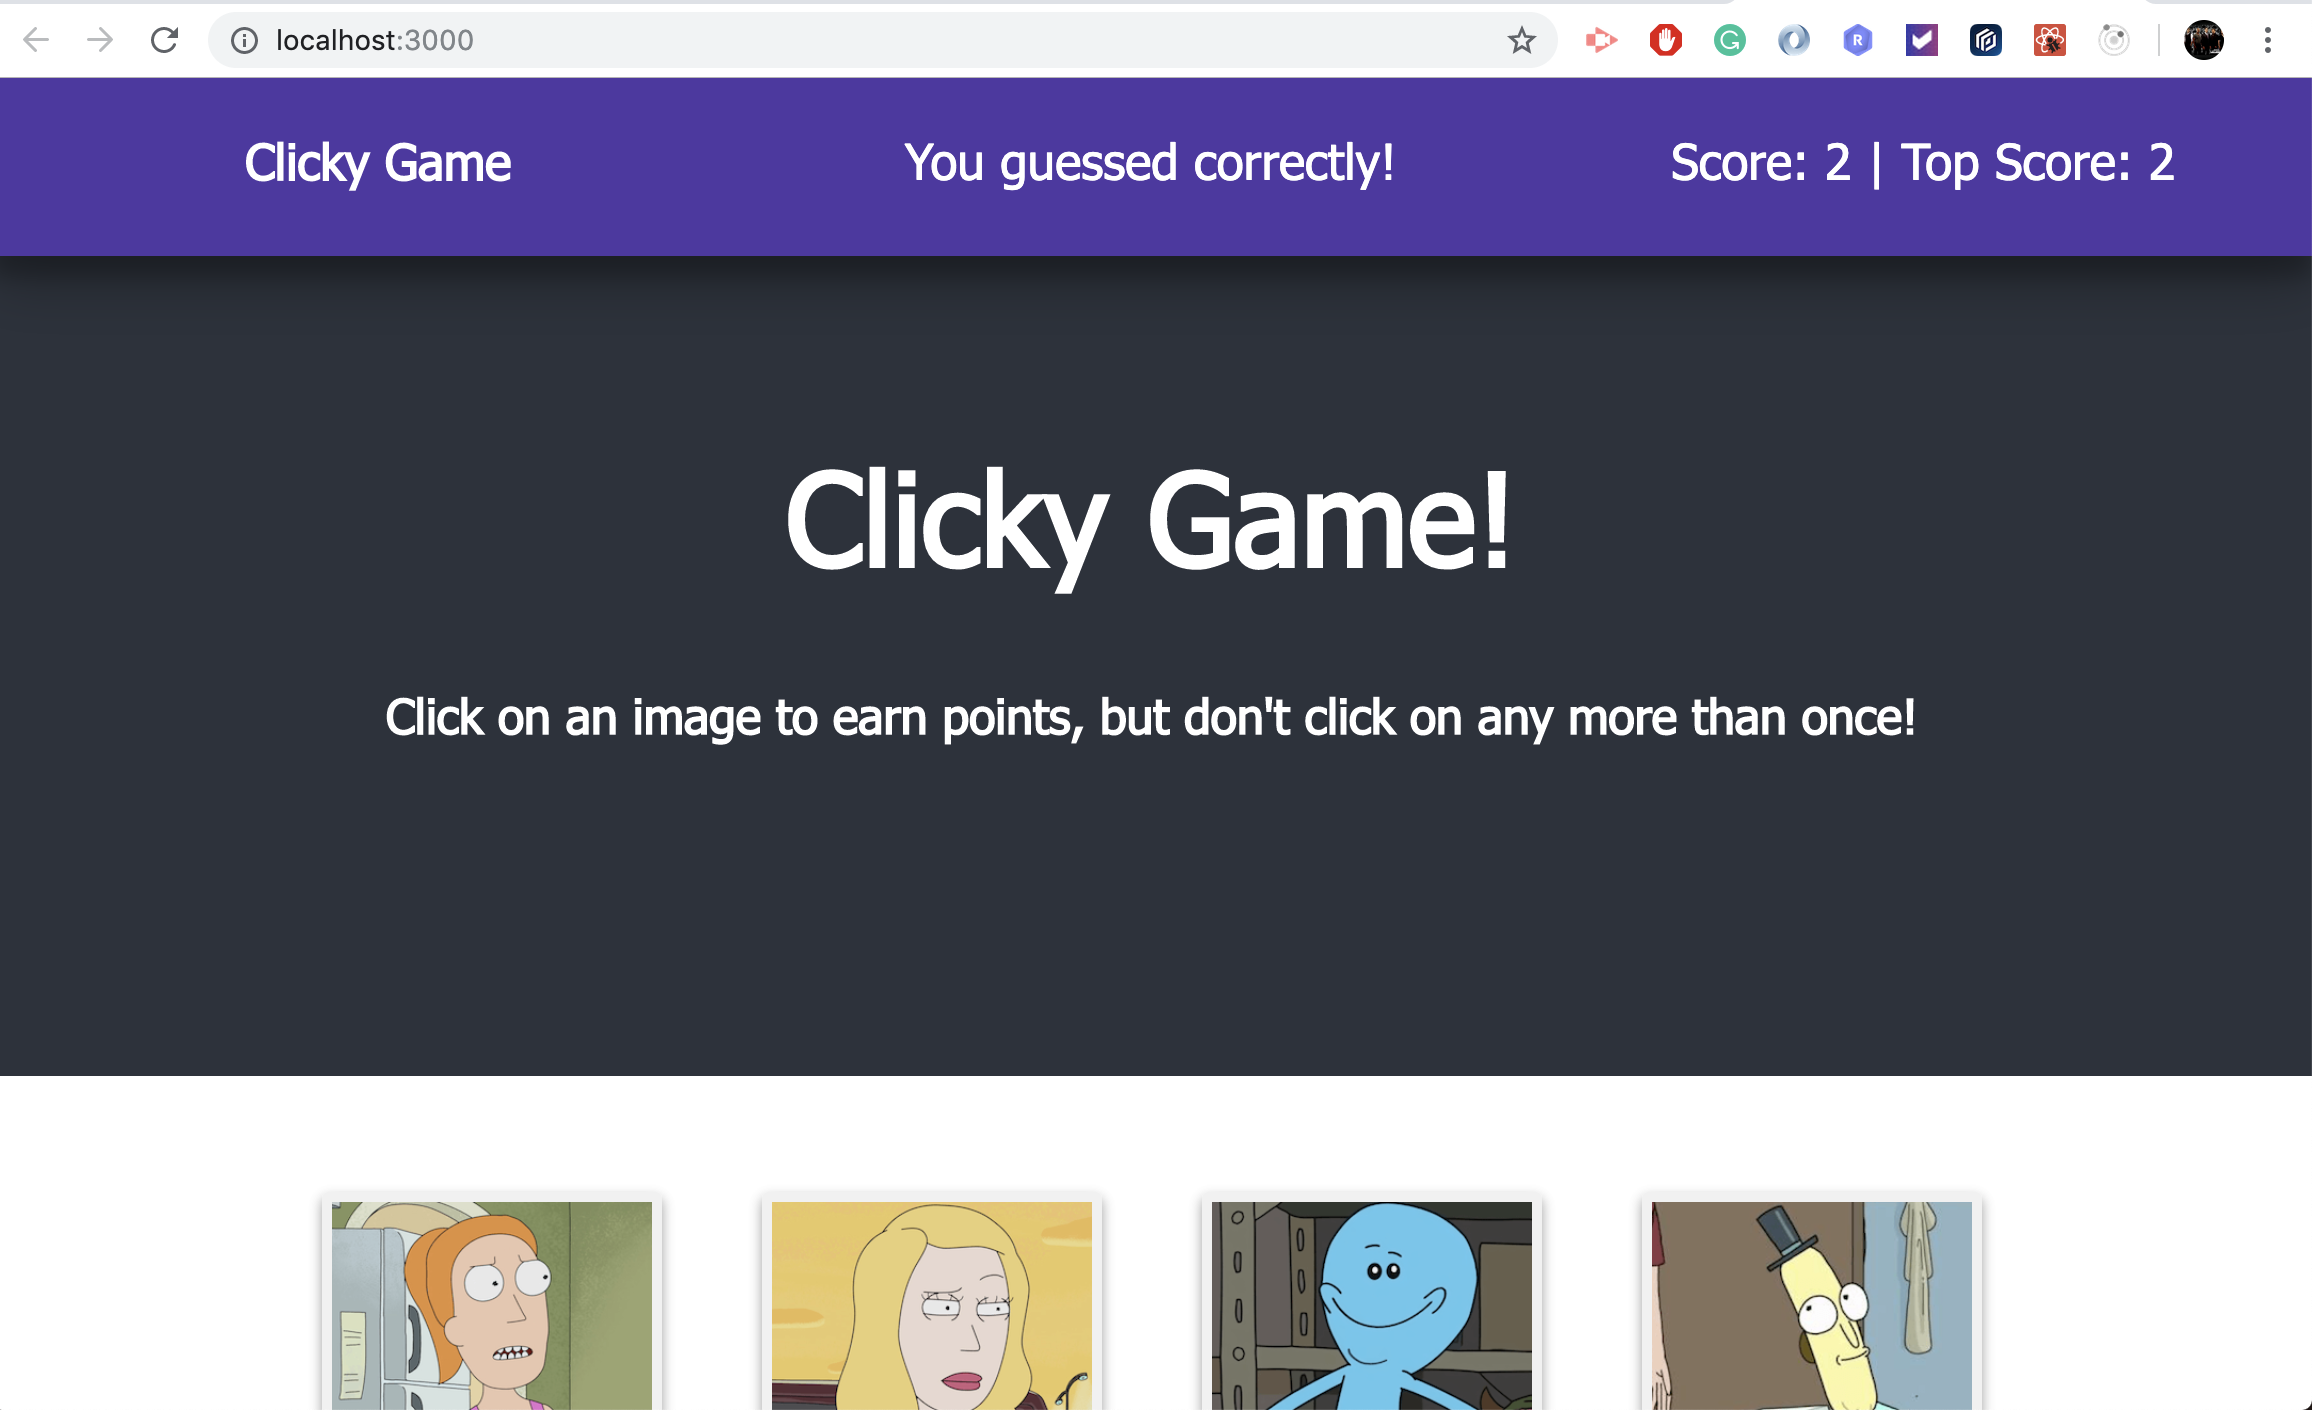 localhost:3000
R
Clicky Game
You guessed correctly!
Score: 2 | Top Score: 2
Clicky Game!
Click on an image to earn points, but don't click on any more than once!